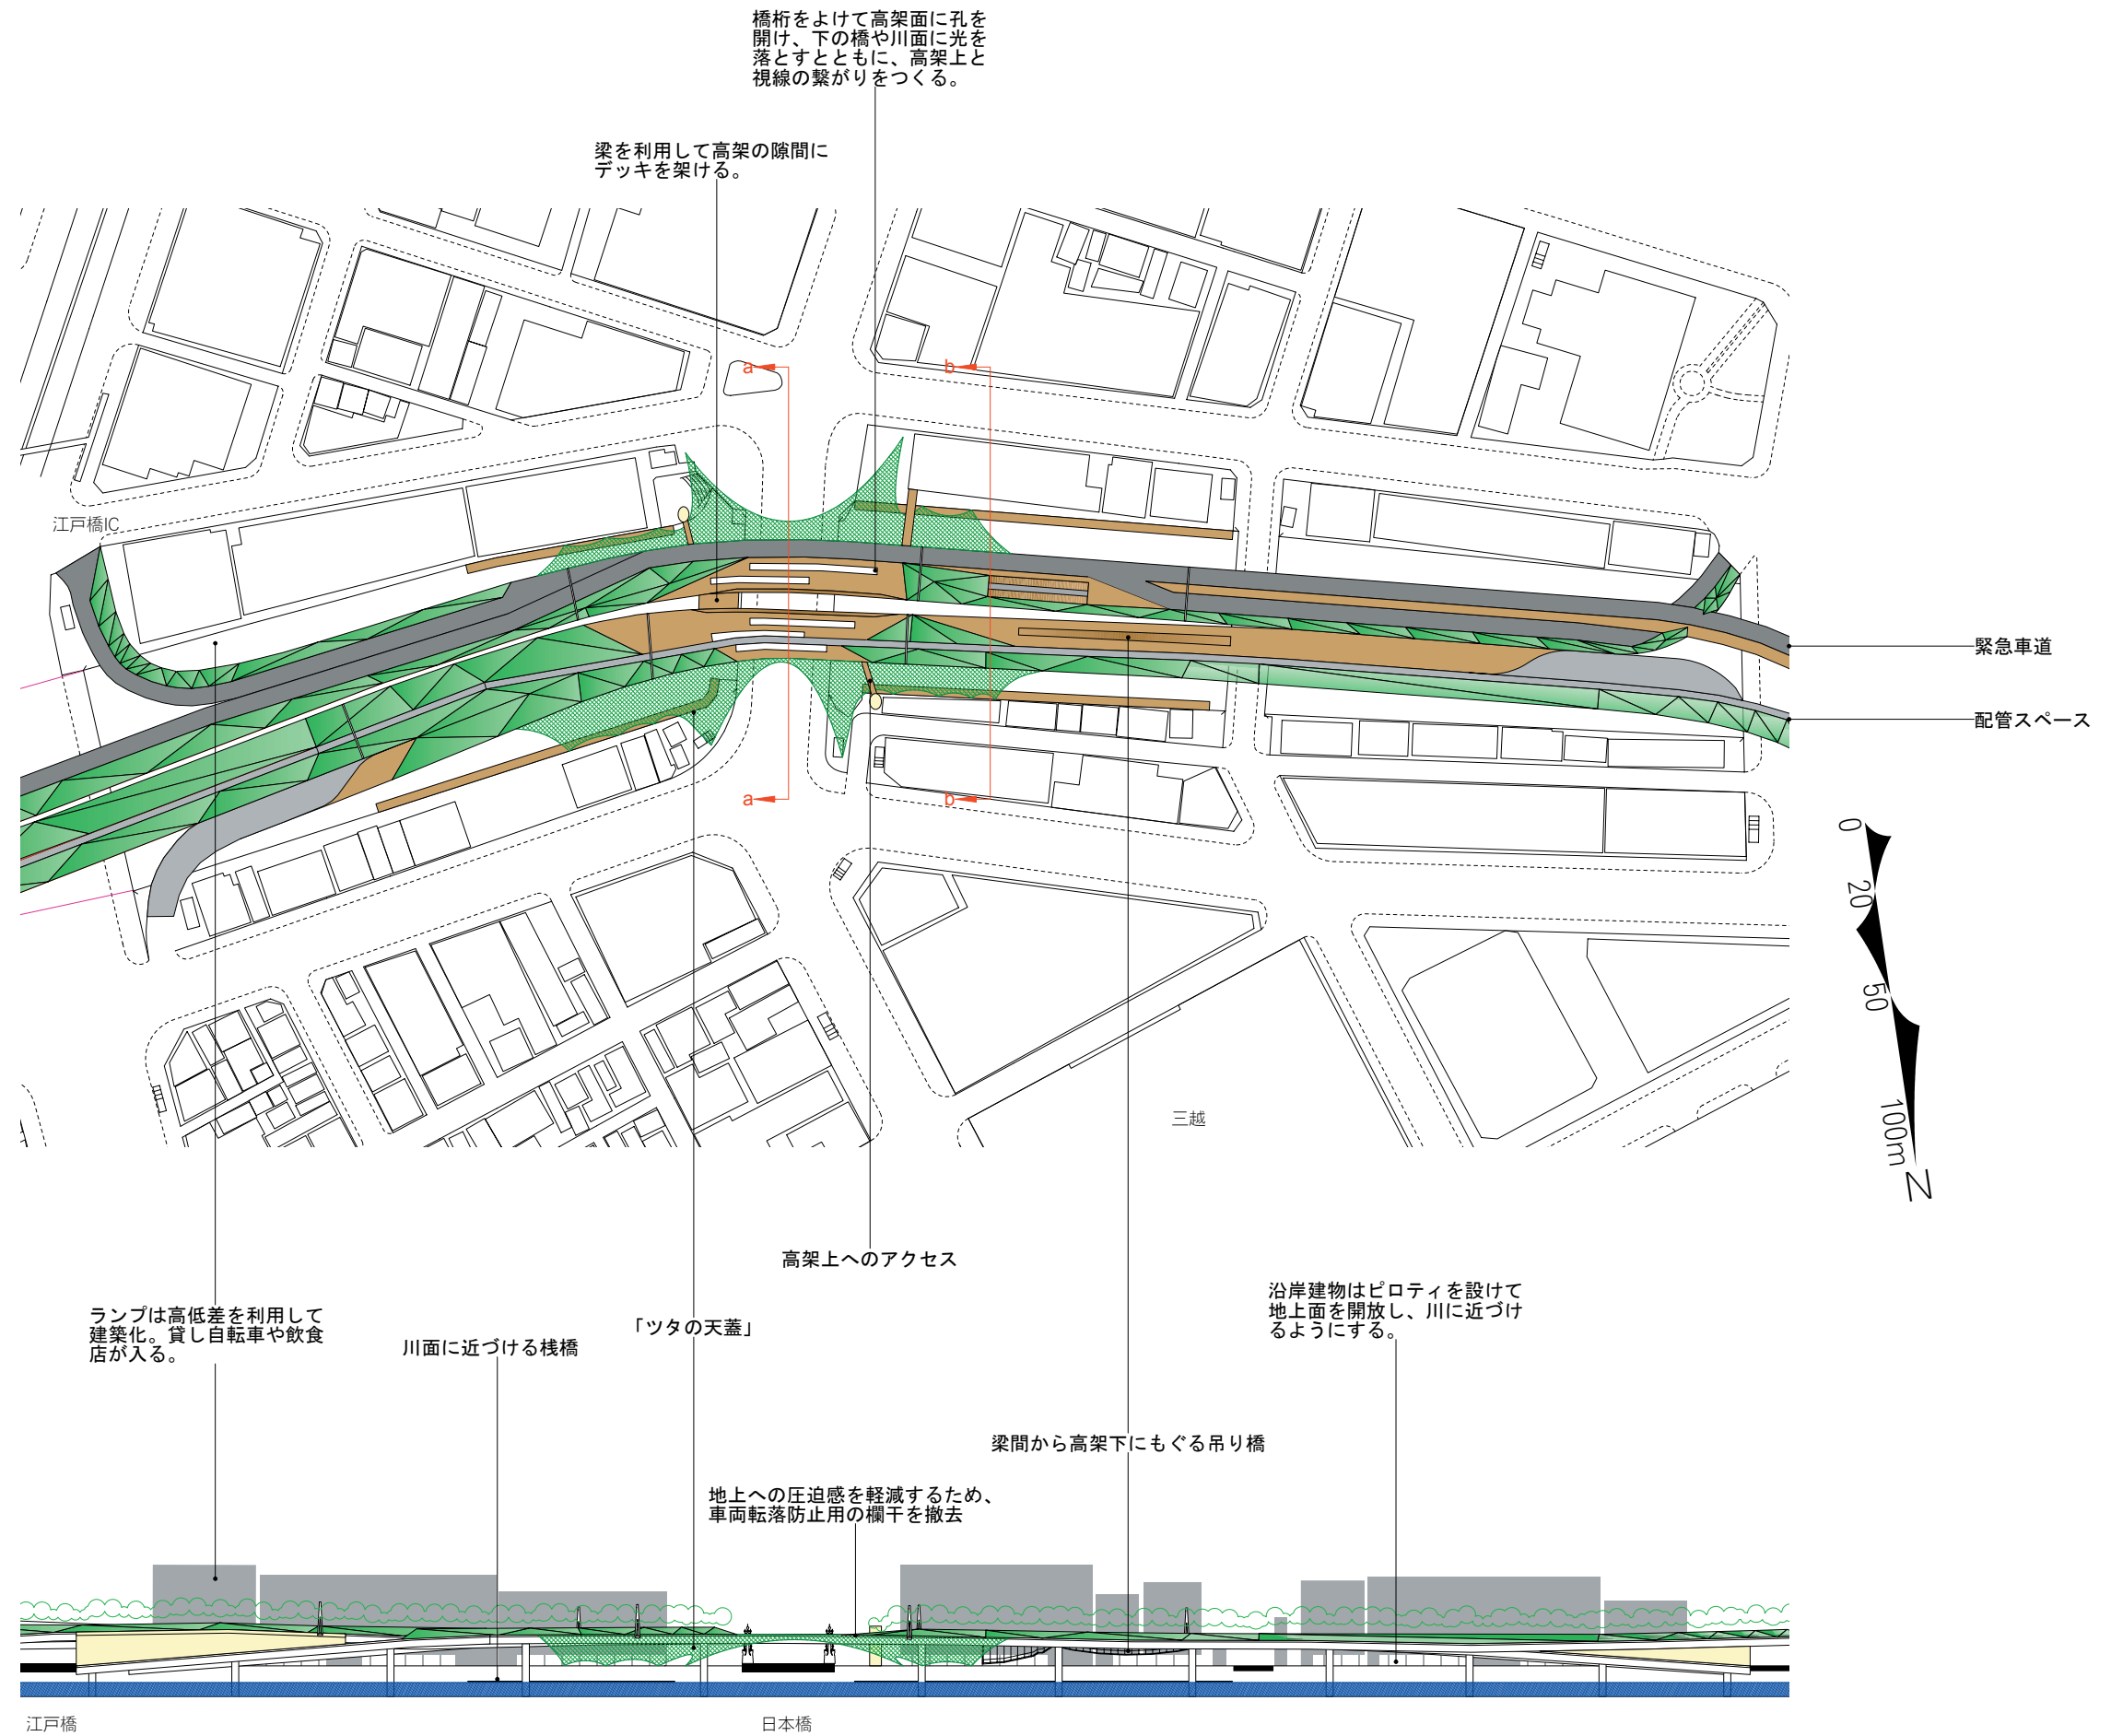 橋桁をよけて高架面に孔を
開け、下の橋や川面に光を
落とすとともに、高架上と
視線の繋がりをつくる。
梁を利用して高架の隙間に
デッキを架ける。
a
b
江戸橋IC
緊急車道
配管スペース
a
b
0
20
50
100m
N
三越
高架上へのアクセス
ランプは高低差を利用して
建築化。貸し自転車や飲食
店が入る。
川面に近づける桟橋
「ツタの天蓋」
沿岸建物はピロティを設けて
地上面を開放し、川に近づけ
るようにする。
梁間から高架下にもぐる吊り橋
地上への圧迫感を軽減するため、
車両転落防止用の欄干を撤去
江戸橋
日本橋